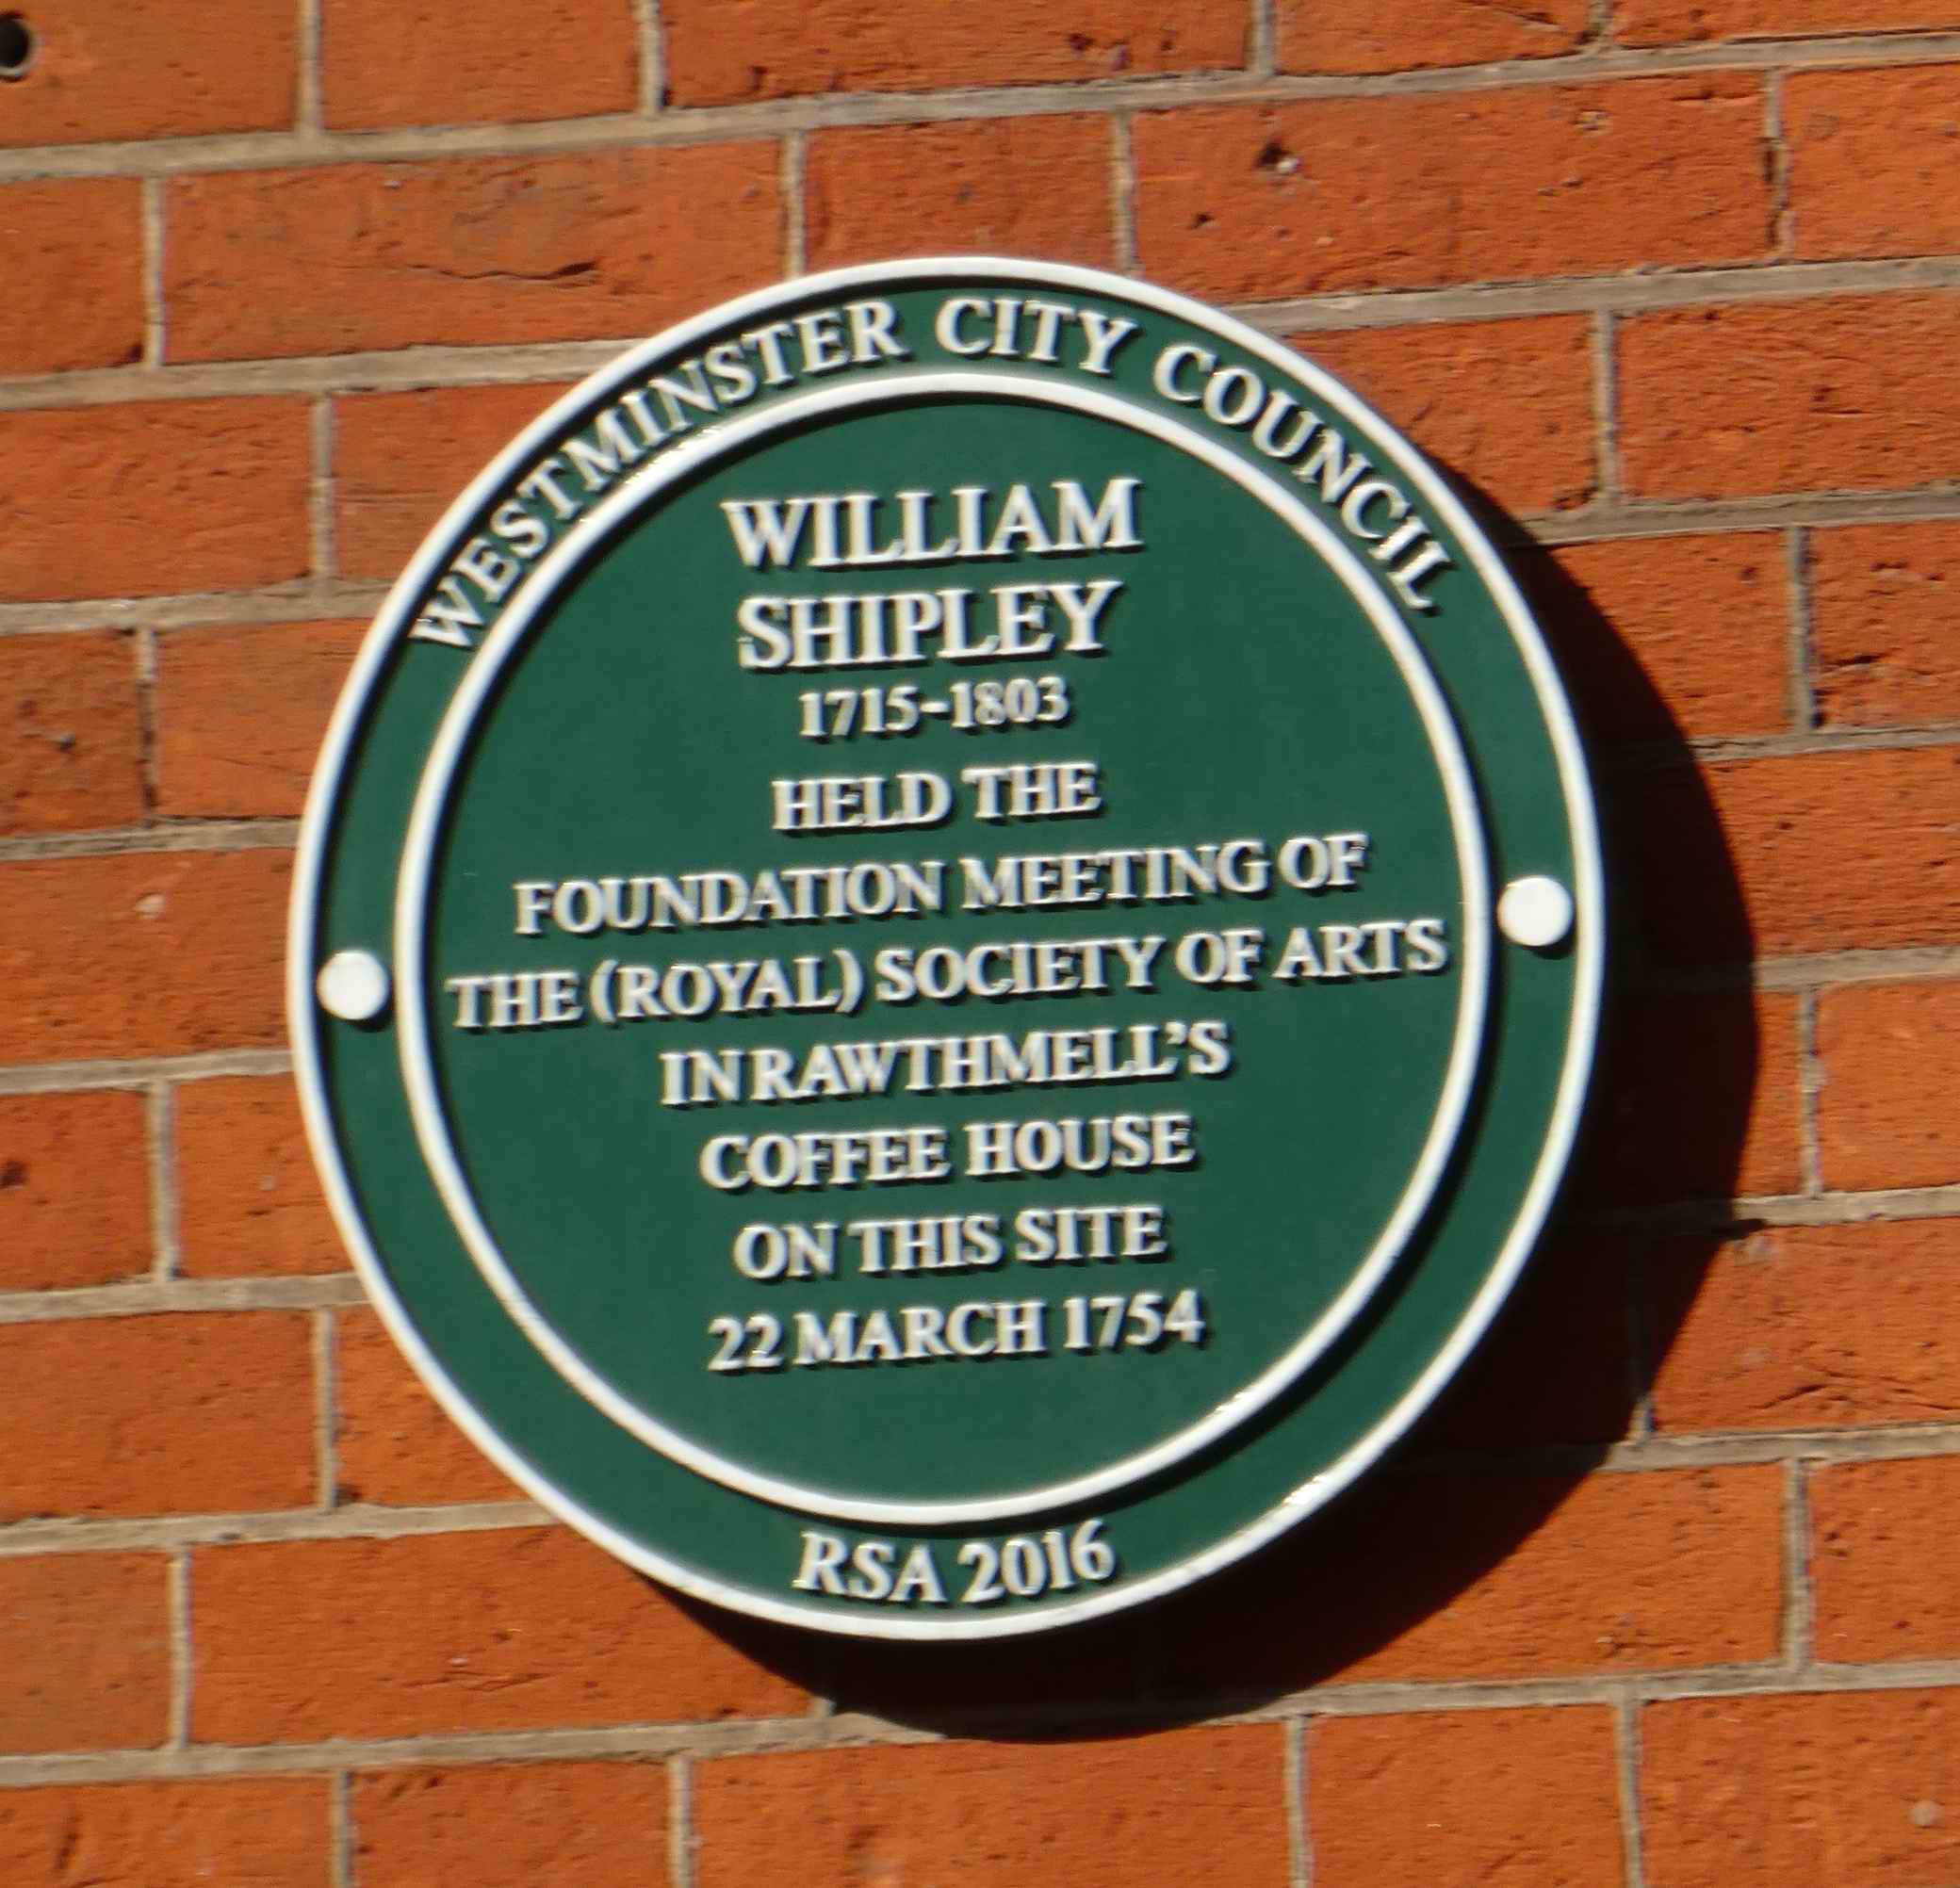 WESTMINSTER CITY COUNCIL
WILLIAM
SHIPLEY
1715-1803
HELD THE
FOUNDATION MEETING OF
THE (ROYAL) SOCIETY OF ARTS
IN RAWTHMELL'S
COFFEE HOUSE
ON THIS SITE
22 MARCH 1754
RSA 2016